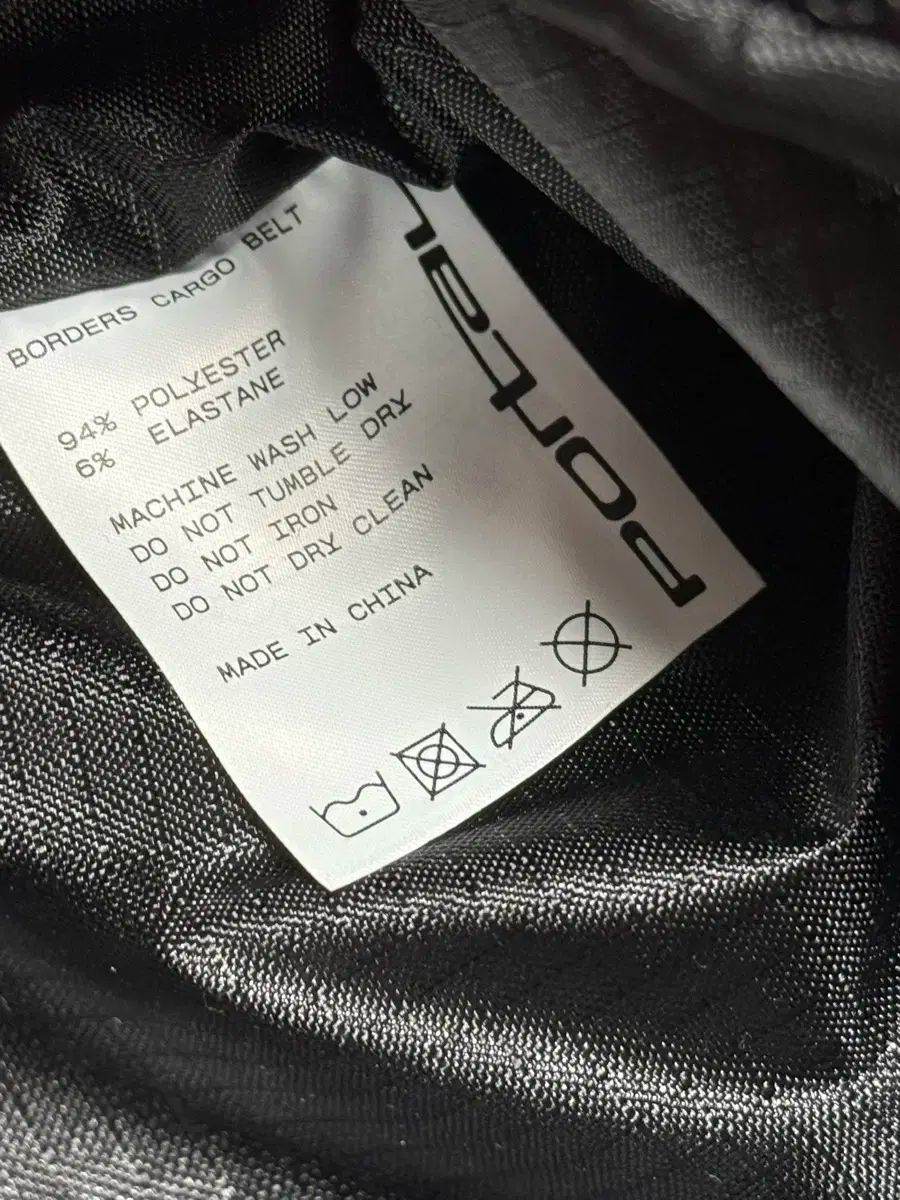 BORDERS CARGO BELT
94% POLYESTER
6% ELASTANE
MACHINE WASH LOW
DO NOT TUMBLE DRY
DO NOT IRON
DO NOT DRY CLEAN
MADE IN CHINA